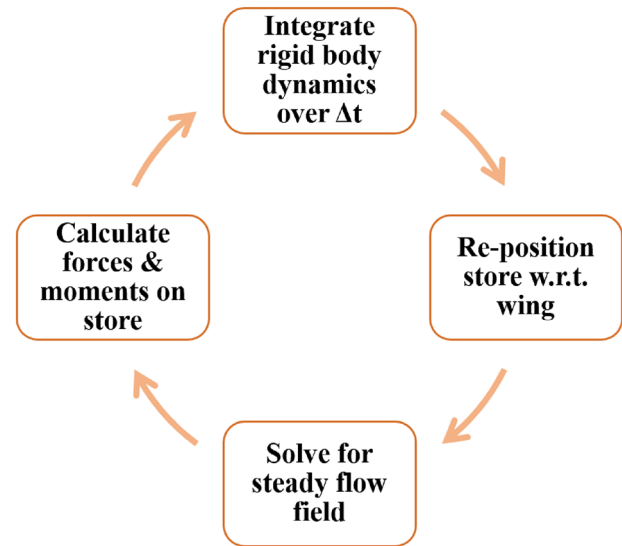 Integrate
rigid body
dynamics
over Δt
Re-position
store w.r.t.
wing
Solve for
steady flow
field
Calculate
forces &
moments on
store